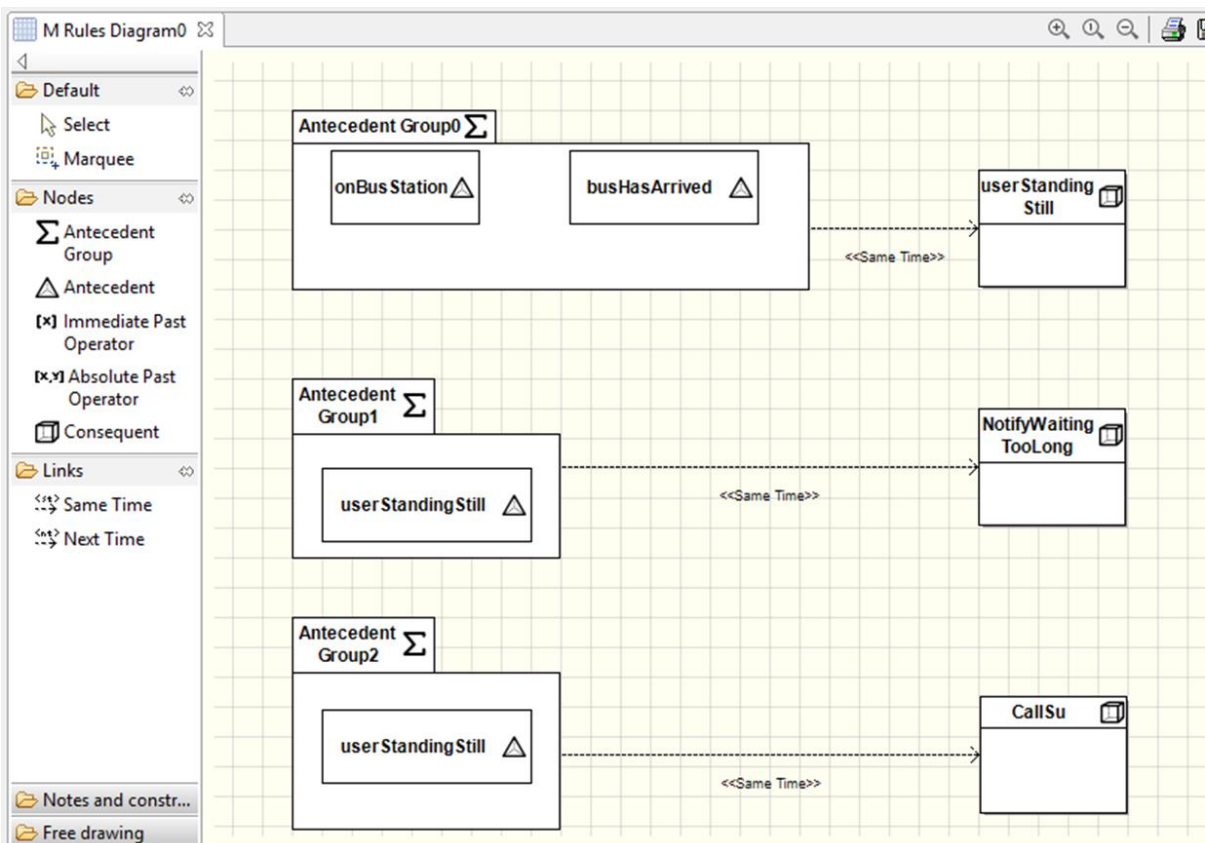 M Rules Diagram0
Default
Select
Marquee
Nodes
Antecedent
Group
Antecedent
[x] Immediate Past
Operator
[x,y] Absolute Past
Operator
Consequent
Links
<st> Same Time
<nt> Next Time
Notes and constr...
Free drawing
Antecedent Group0
onBusStation
busHasArrived
<<Same Time>>
userStanding
Still
Antecedent
Group1
userStandingStill
<<Same Time>>
NotifyWaiting
TooLong
Antecedent
Group2
userStandingStill
<<Same Time>>
CallSu